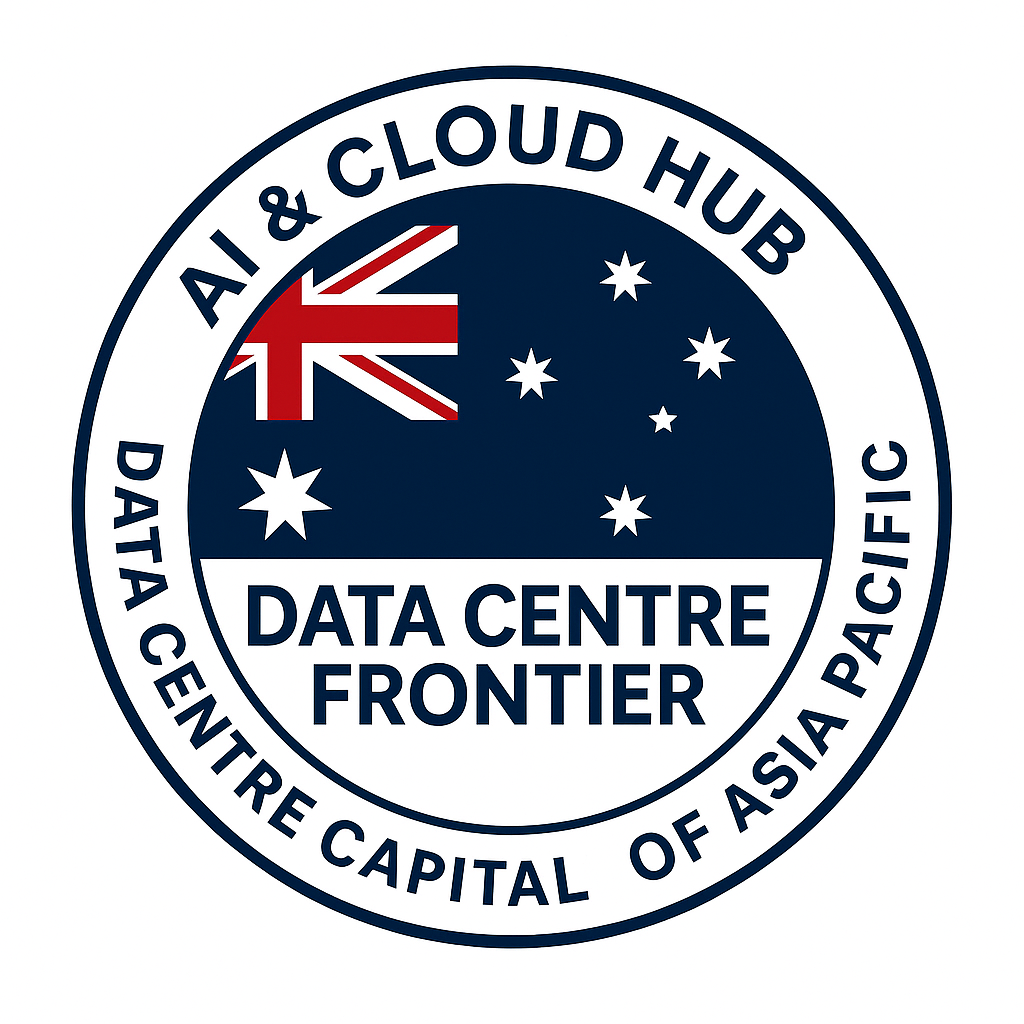 AI & CLOUD HUB
DATA CENTRE
FRONTIER
DATA CENTRE CAPITAL OF ASIA PACIFIC